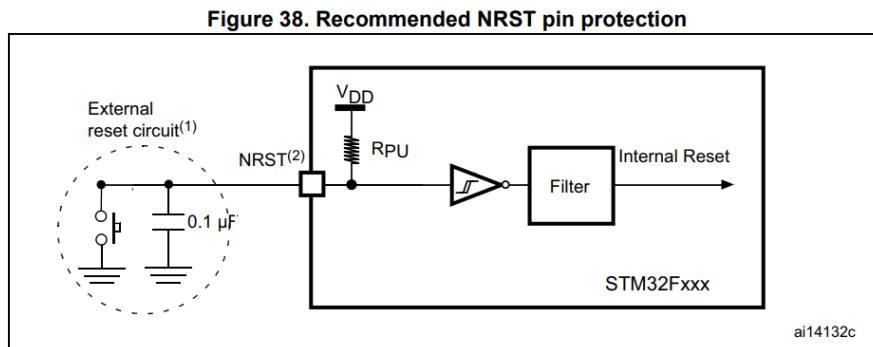 Figure 38. Recommended NRST pin protection
VDD
External
reset circuit(1)
NRST(2)
RPU
Internal Reset
Filter
0.1 µF
STM32Fxxx
ai14132c